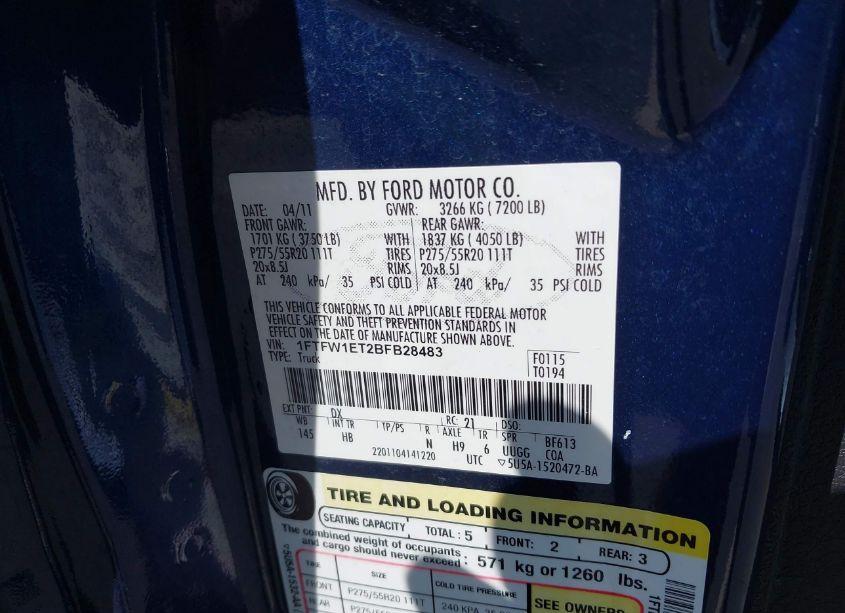 MFD. BY FORD MOTOR CO.
DATE: 04/11 GVWR: 3266 KG ( 7200 LB)
FRONT GAWR: REAR GAWR:
1701 KG ( 3750 LB) WITH 1837 KG ( 4050 LB) WITH
P275/55R20 111T TIRES P275/55R20 111T TIRES
20x8.5J RIMS 20x8.5J RIMS
AT 240 kPa/ 35 PSI COLD AT 240 kPa/ 35 PSI COLD
THIS VEHICLE CONFORMS TO ALL APPLICABLE FEDERAL MOTOR
VEHICLE SAFETY AND THEFT PREVENTION STANDARDS IN
EFFECT ON THE DATE OF MANUFACTURE SHOWN ABOVE.
VIN: 1FTFW1ET2BFB28483 F0115
TYPE: Truck T0194
EXT PNT: DX RC: 21 DSO:
WB INT TR TP/PS R AXLE TR SPR BF613
145 HB N H9 6 UUGG COA
2201104141220 UTC ▽5U5A-1520472-BA
TIRE AND LOADING INFORMATION
SEATING CAPACITY TOTAL : 5 FRONT: 2 REAR: 3
The combined weight of occupants
and cargo should never exceed : 571 kg or 1260 lbs.
TIRE SIZE COLD TIRE PRESSURE
FRONT P275/55R20 111T 240 KPA, 35
REAR P275/55R20 111T
SEE OWNERS